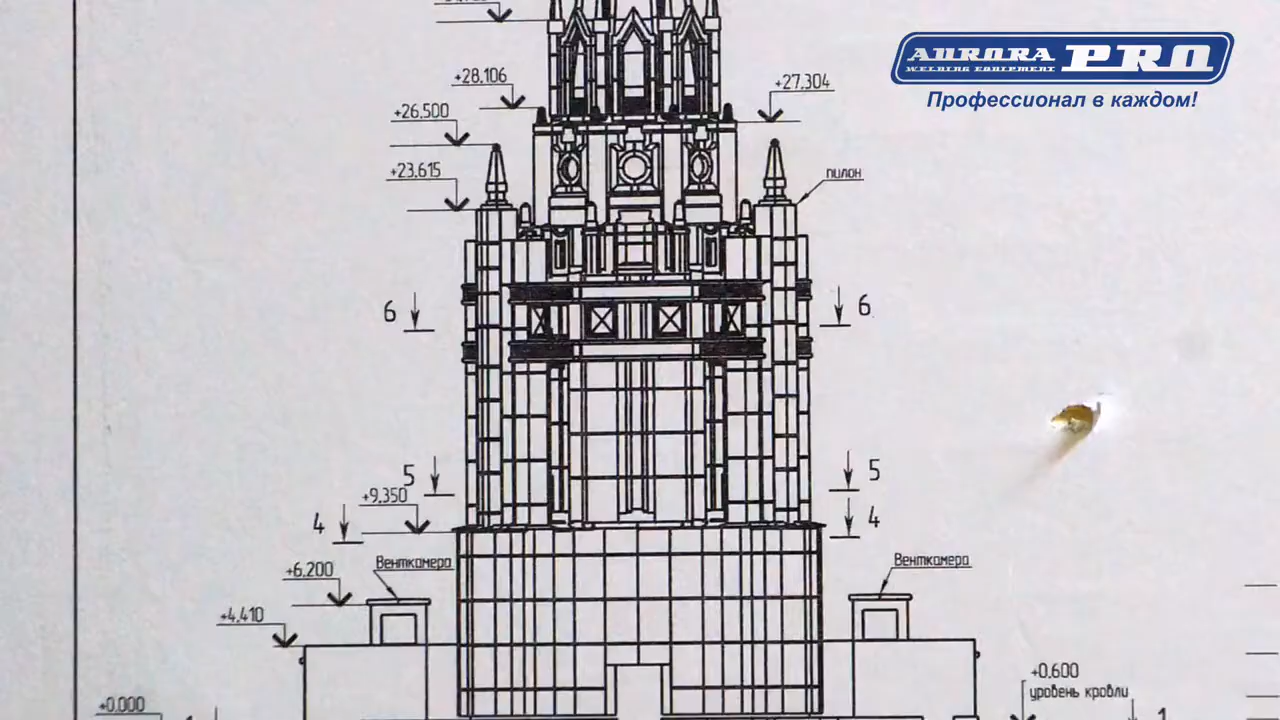 AURORA PRO
WELDING EQUIPMENT
Профессионал в каждом!
+28.106
+27.304
+26.500
+23.615
пилон
6
6
5
5
+9.350
4
4
Венткамера
Венткамера
+6.200
+4.410
+0.600
уровень кровли
+0.000
1